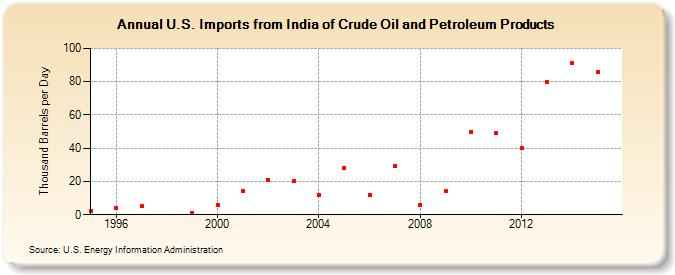 Annual U.S. Imports from India of Crude Oil and Petroleum Products
Thousand Barrels per Day
100
80
60
40
20
0
1996 2000 2004 2008 2012
Source: U.S. Energy Information Administration